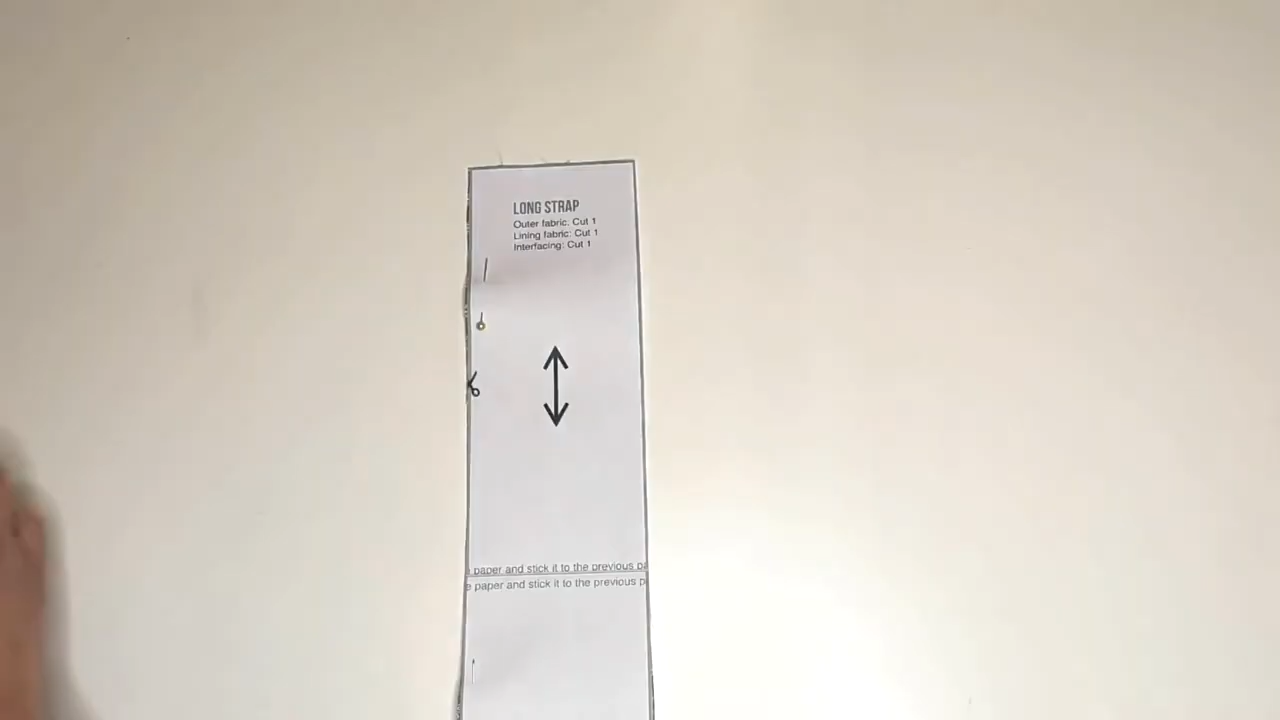 LONG STRAP
Outer fabric: Cut 1
Lining fabric: Cut 1
Interfacing: Cut 1
paper and stick it to the previous
paper and stick it to the previous